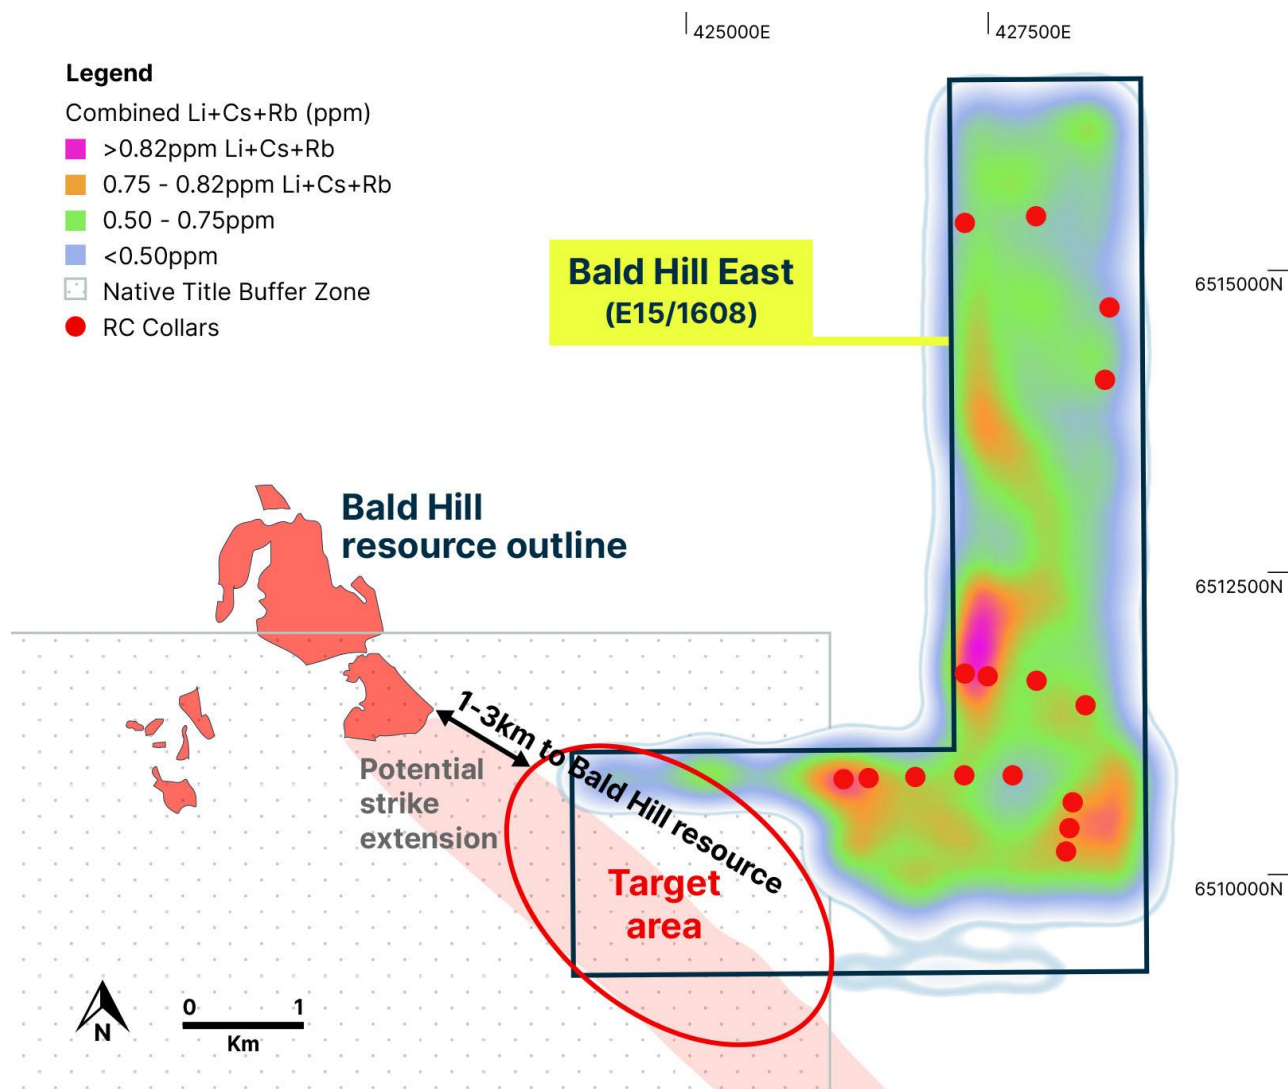 425000E
427500E
Legend
Combined Li+Cs+Rb (ppm)
>0.82ppm Li+Cs+Rb
0.75 - 0.82ppm Li+Cs+Rb
0.50 - 0.75ppm
<0.50ppm
Native Title Buffer Zone
RC Collars
Bald Hill East
(E15/1608)
6515000N
Bald Hill
resource outline
6512500N
1-3km to Bald Hill resource
Potential
strike
extension
Target
area
6510000N
N
0 1
Km